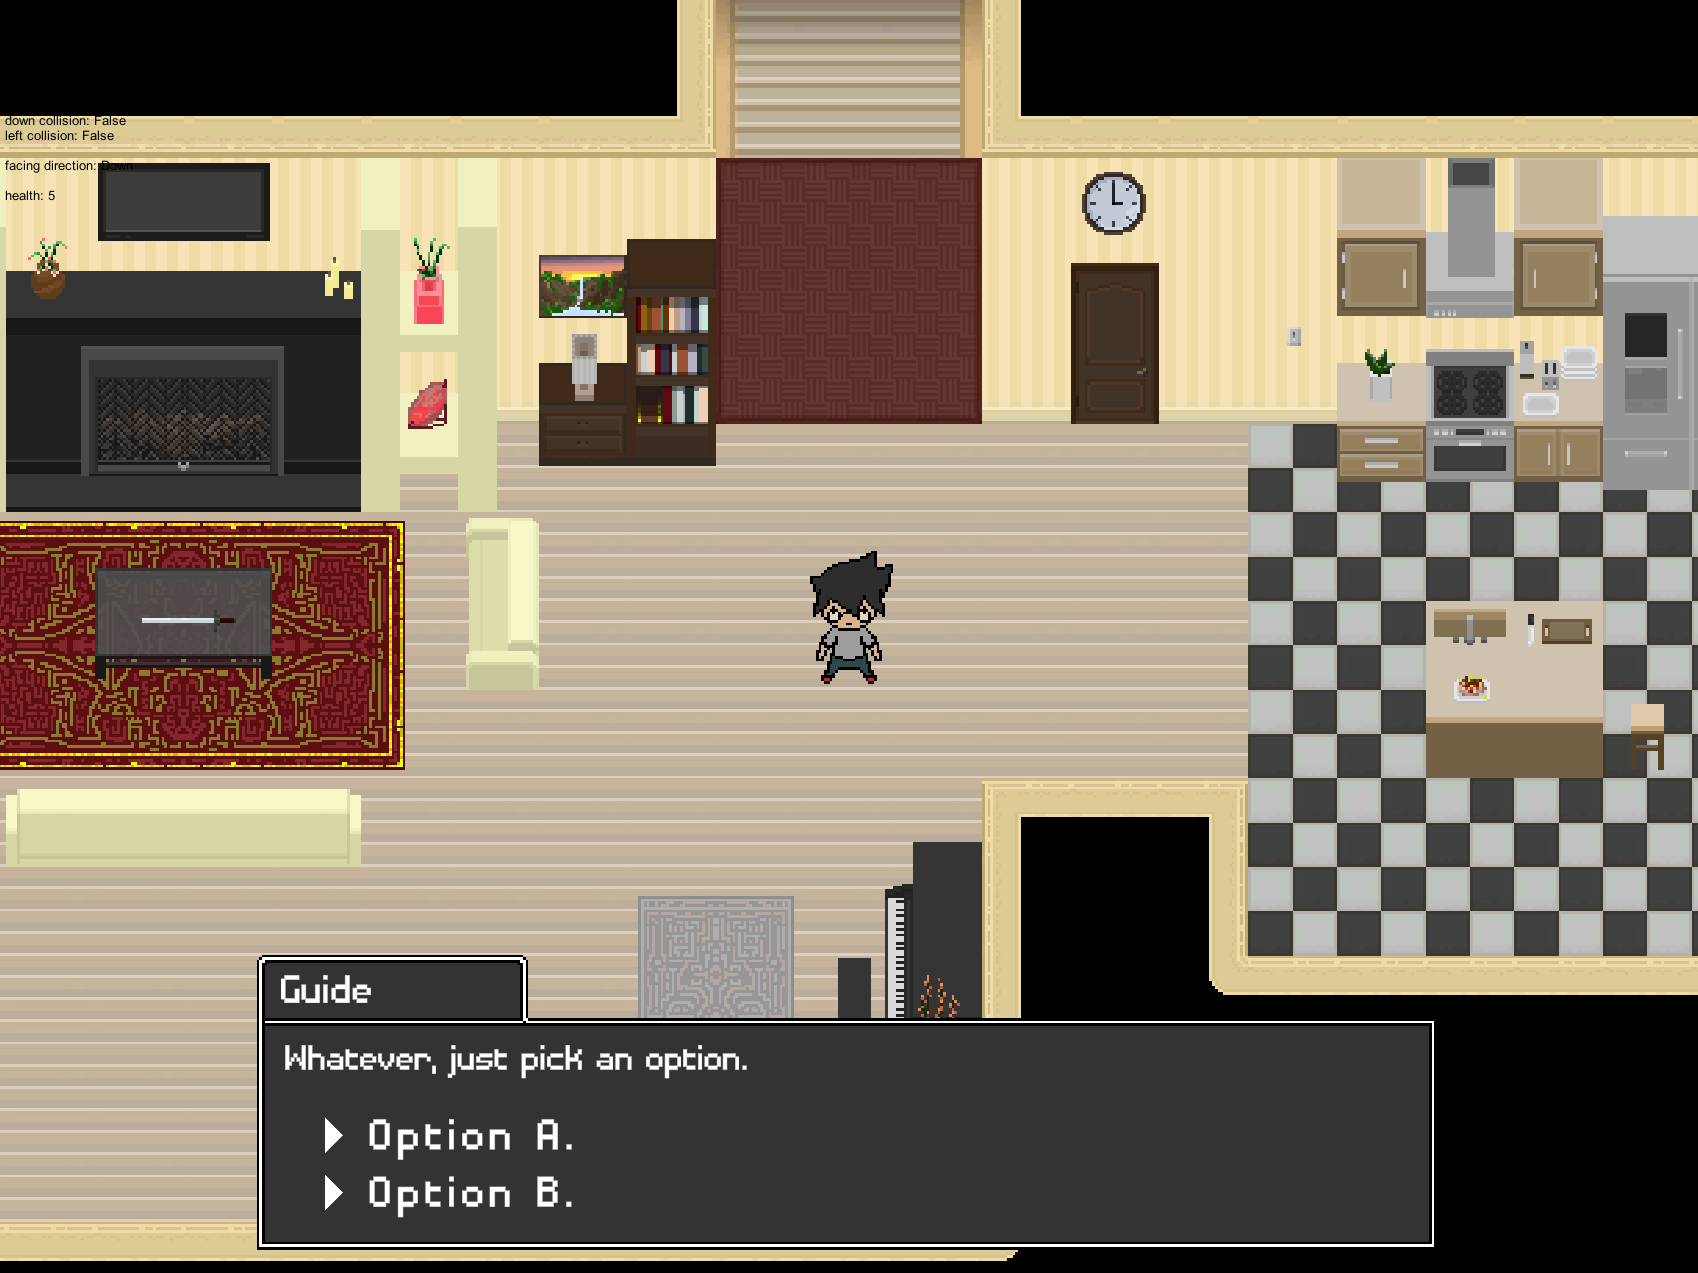 down collision: False
left collision: False
facing direction: Down
health: 5
Guide
Whatever, just pick an option.
Option A.
Option B.